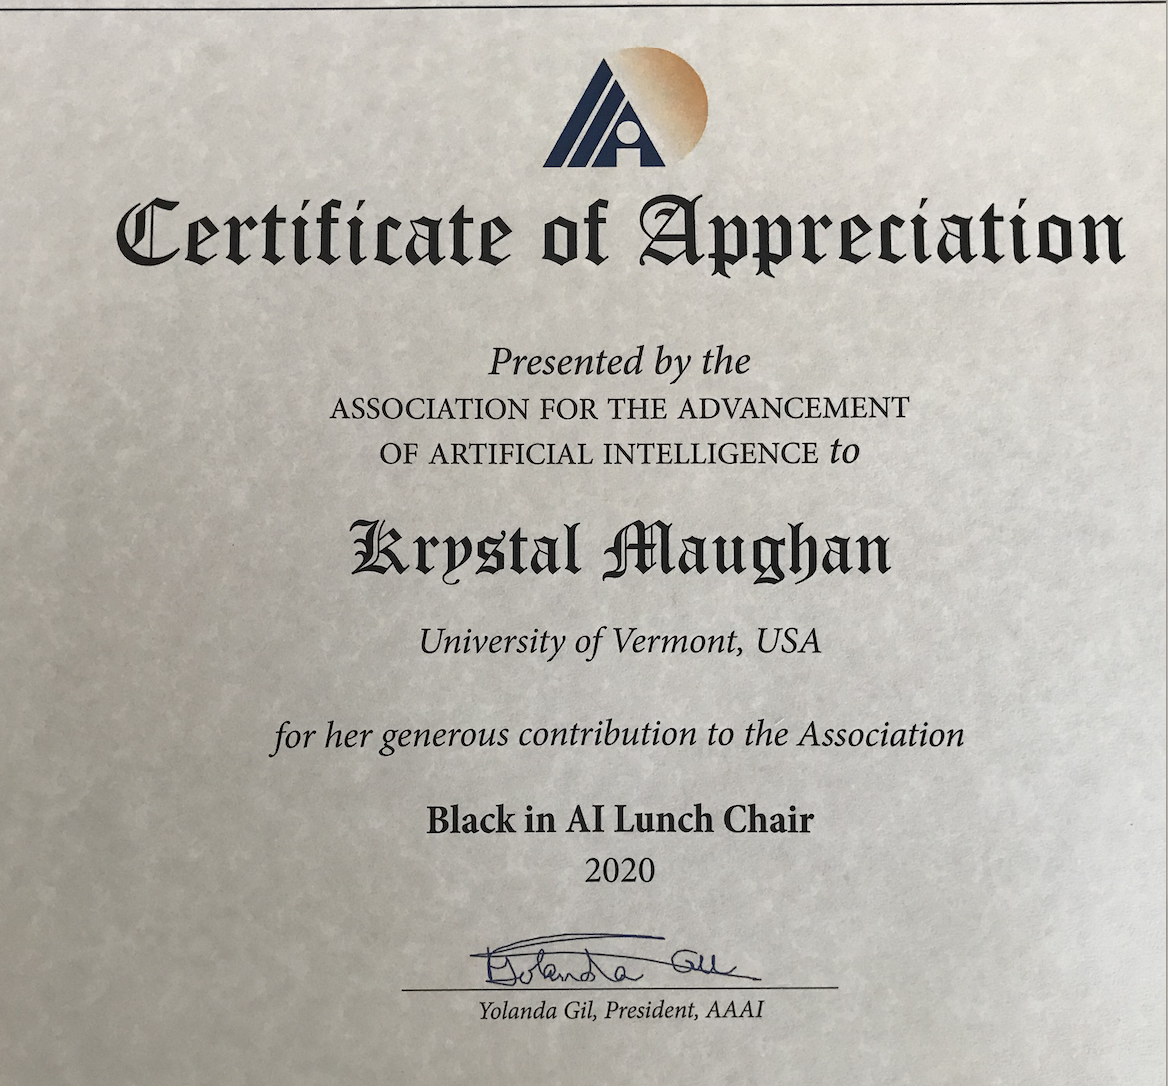 Certificate of Appreciation
Presented by the
ASSOCIATION FOR THE ADVANCEMENT
OF ARTIFICIAL INTELLIGENCE to
Krystal Maughan
University of Vermont, USA
for her generous contribution to the Association
Black in AI Lunch Chair
2020
Yolanda Gil
Yolanda Gil, President, AAAI